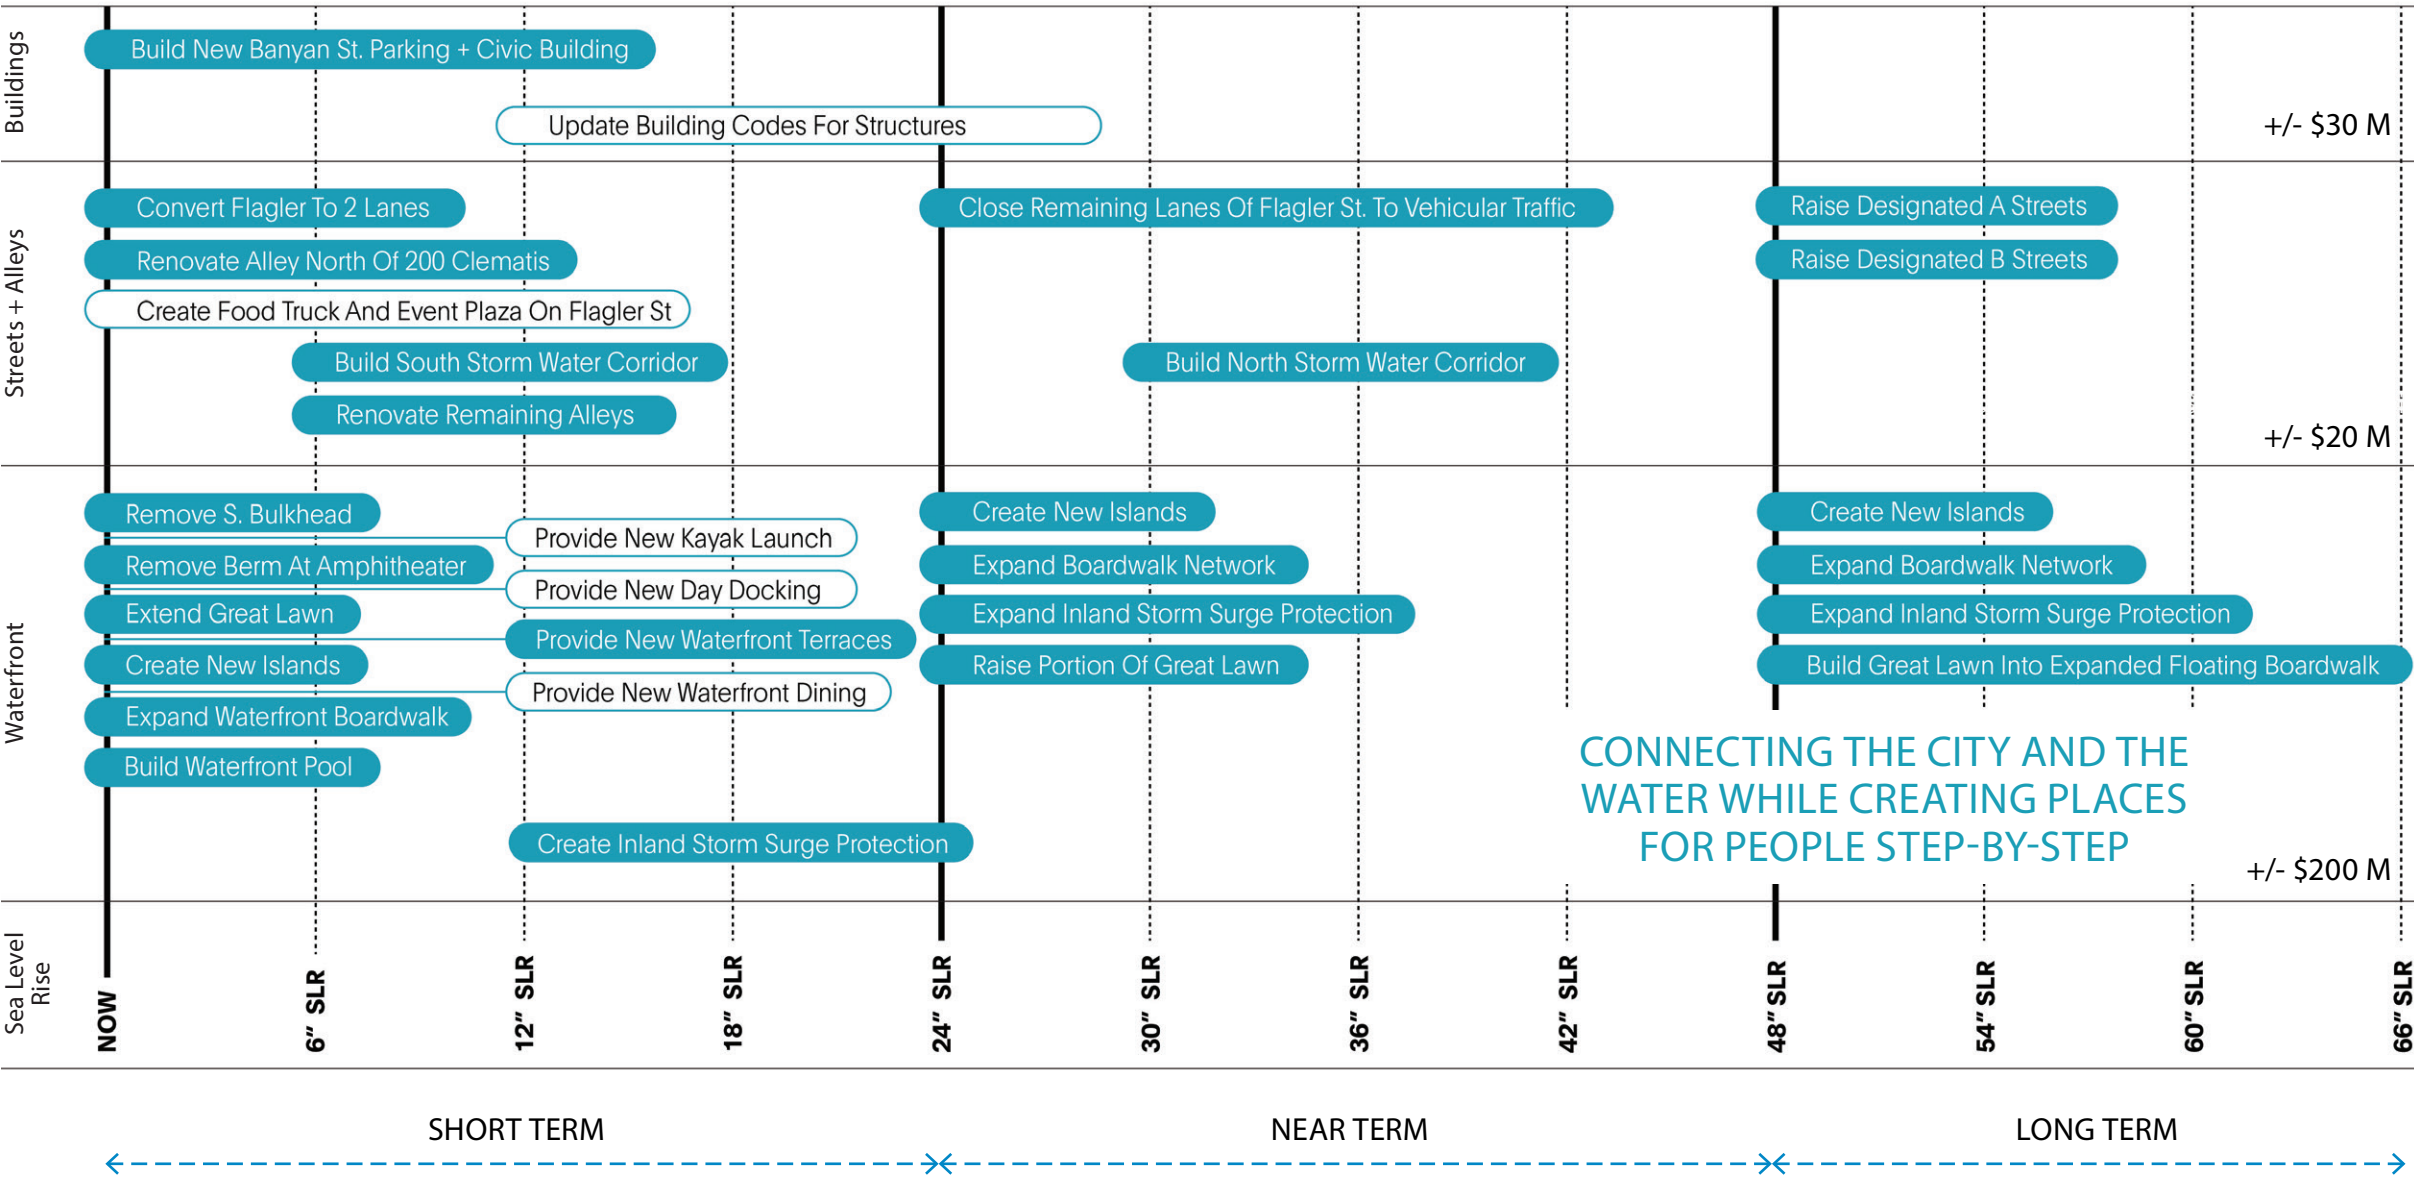 Buildings
Build New Banyan St. Parking + Civic Building
Update Building Codes For Structures
+/- $30 M
Streets + Alleys
Convert Flagler To 2 Lanes
Close Remaining Lanes Of Flagler St. To Vehicular Traffic
Raise Designated A Streets
Renovate Alley North Of 200 Clematis
Raise Designated B Streets
Create Food Truck And Event Plaza On Flagler St
Build South Storm Water Corridor
Build North Storm Water Corridor
Renovate Remaining Alleys
+/- $20 M
Waterfront
Remove S. Bulkhead
Create New Islands
Create New Islands
Provide New Kayak Launch
Remove Berm At Amphitheater
Expand Boardwalk Network
Expand Boardwalk Network
Provide New Day Docking
Extend Great Lawn
Expand Inland Storm Surge Protection
Expand Inland Storm Surge Protection
Provide New Waterfront Terraces
Create New Islands
Raise Portion Of Great Lawn
Build Great Lawn Into Expanded Floating Boardwalk
Provide New Waterfront Dining
Expand Waterfront Boardwalk
Build Waterfront Pool
CONNECTING THE CITY AND THE
WATER WHILE CREATING PLACES
FOR PEOPLE STEP-BY-STEP
Create Inland Storm Surge Protection
+/- $200 M
Sea Level
Rise
NOW
6” SLR
12” SLR
18” SLR
24” SLR
30” SLR
36” SLR
42” SLR
48” SLR
54” SLR
60” SLR
66” SLR
SHORT TERM
NEAR TERM
LONG TERM